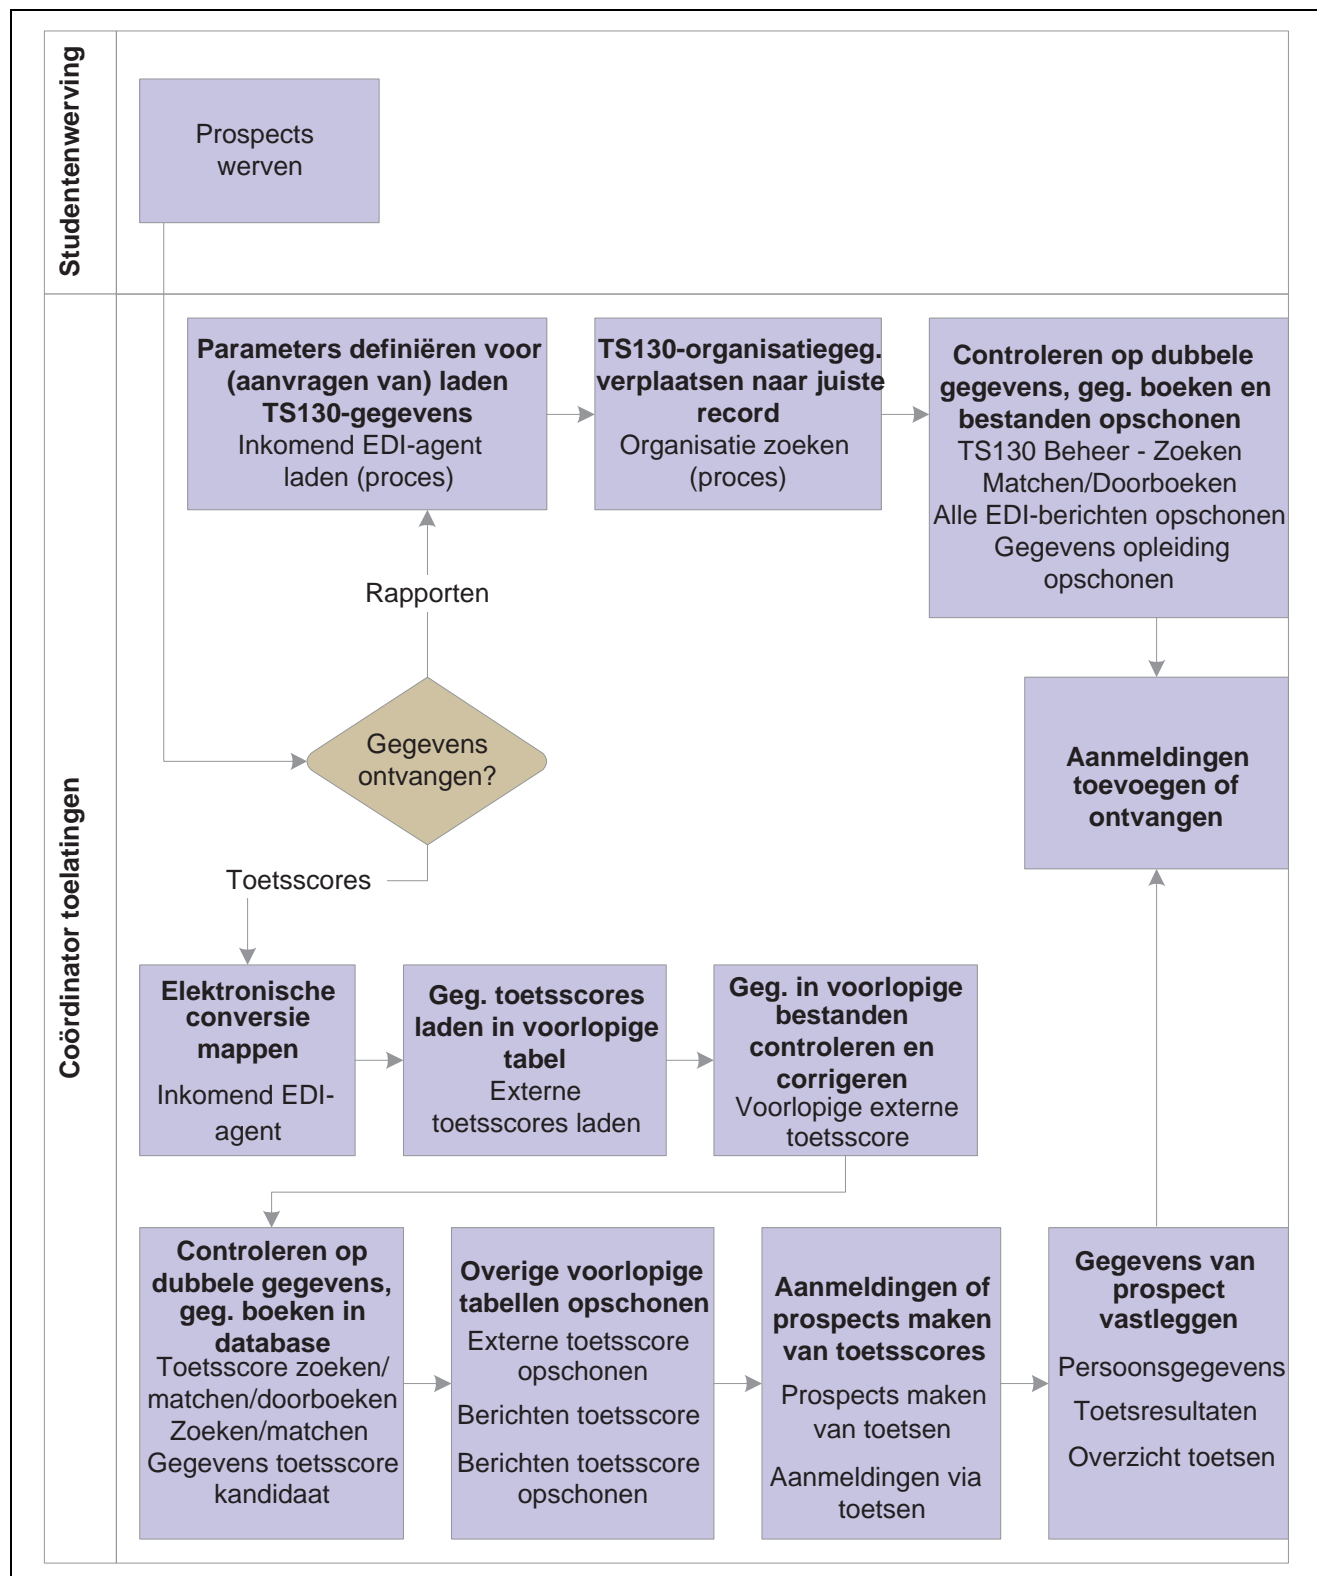 Studentenwerving
Prospects
werven
Coördinator toelatingen
Parameters definiëren voor
(aanvragen van) laden
TS130-gegevens
Inkomend EDI-agent
laden (proces)
TS130-organisatiegeg.
verplaatsen naar juiste
record
Organisatie zoeken
(proces)
Controleren op dubbele
gegevens, geg. boeken en
bestanden opschonen
TS130 Beheer - Zoeken
Matchen/Doorboeken
Alle EDI-berichten opschonen
Gegevens opleiding
opschonen
Rapporten
Gegevens
ontvangen?
Aanmeldingen
toevoegen of
ontvangen
Toetsscores
Elektronische
conversie
mappen
Inkomend EDI-
agent
Geg. toetsscores
laden in voorlopige
tabel
Externe
toetsscores laden
Geg. in voorlopige
bestanden
controleren en
corrigeren
Voorlopige externe
toetsscore
Controleren op
dubbele gegevens,
geg. boeken in
database
Toetsscore zoeken/
matchen/doorboeken
Zoeken/matchen
Gegevens toetsscore
kandidaat
Overige voorlopige
tabellen opschonen
Externe toetsscore
opschonen
Berichten toetsscore
Berichten toetsscore
opschonen
Aanmeldingen of
prospects maken
van toetsscores
Prospects maken
van toetsen
Aanmeldingen via
toetsen
Gegevens van
prospect
vastleggen
Persoonsgegevens
Toetsresultaten
Overzicht toetsen